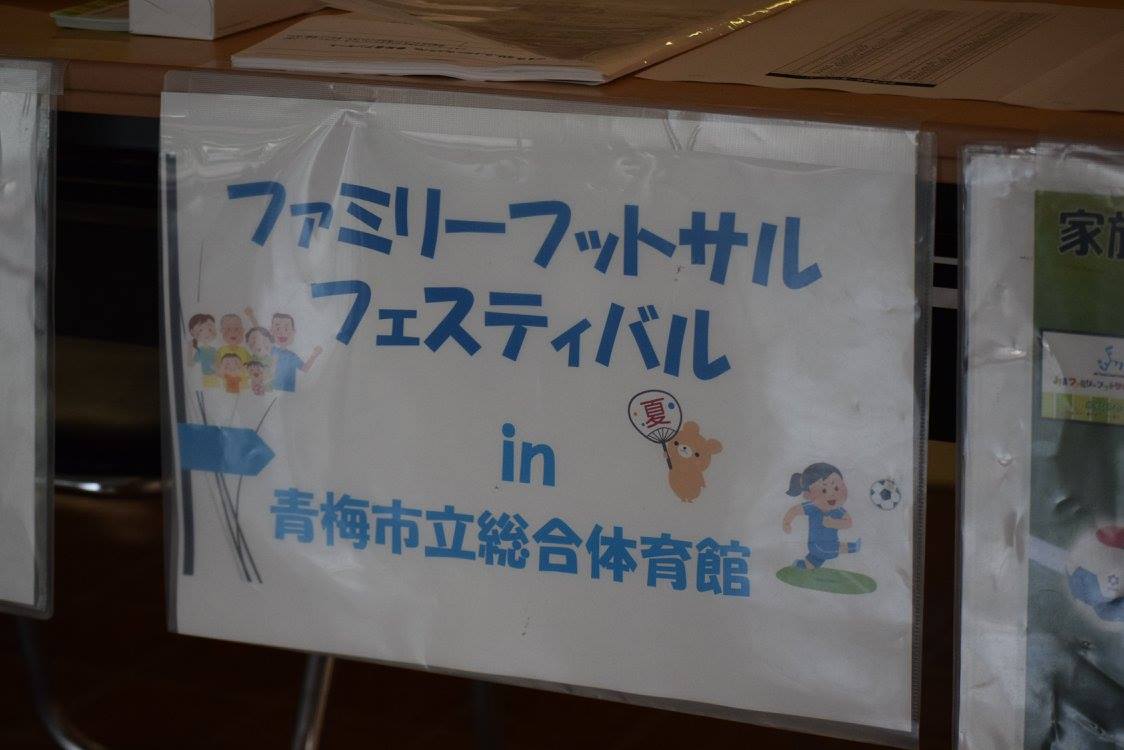 ファミリーフットサル
フェスティバル
夏
in
青梅市立総合体育館
家族